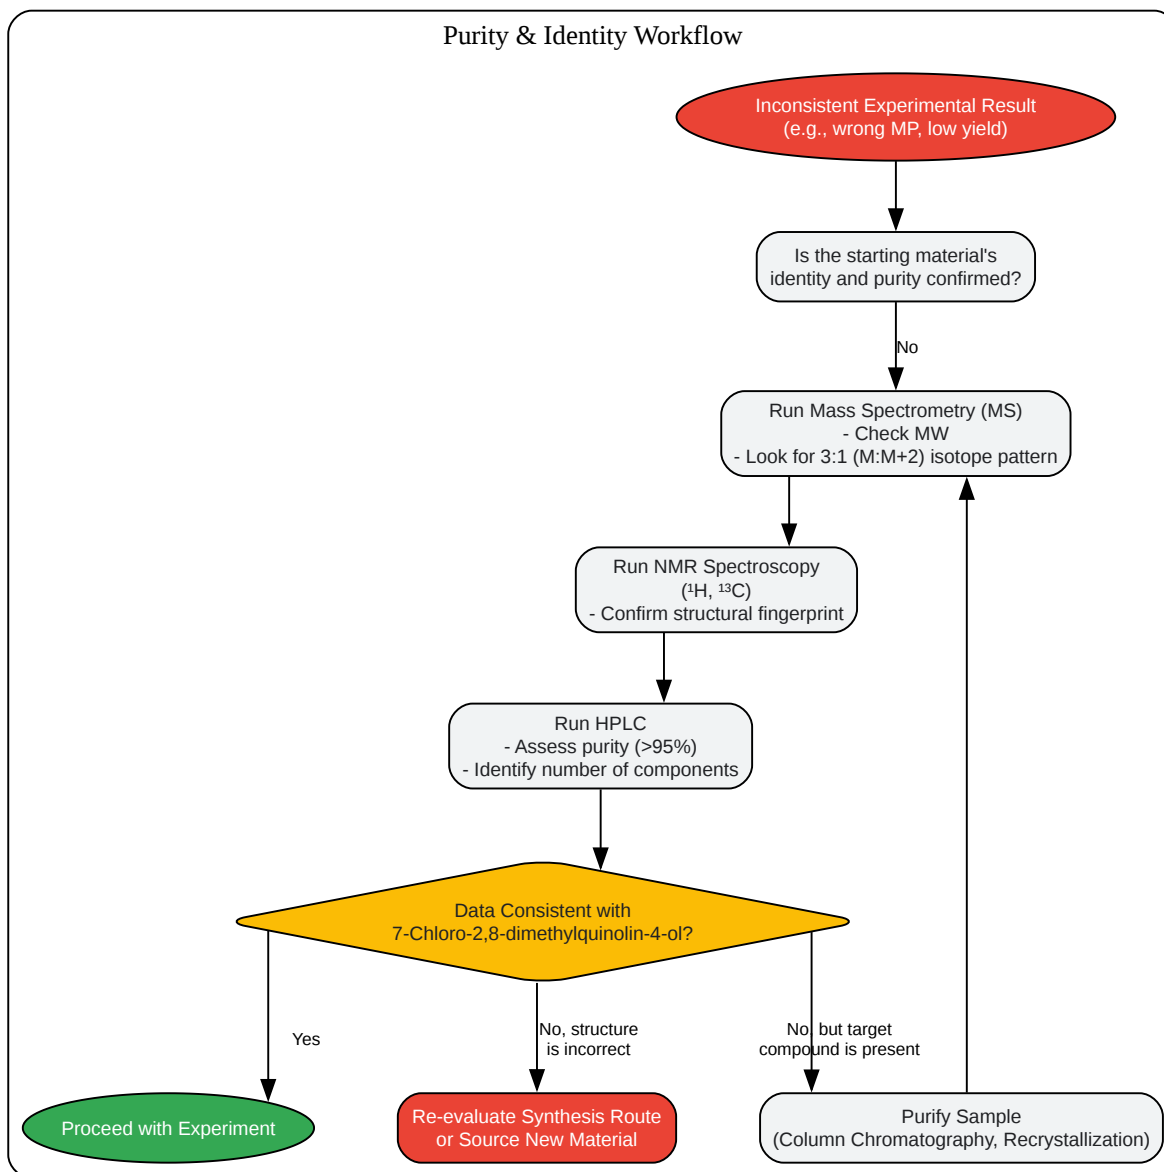 Purity & Identity Workflow
Inconsistent Experimental Result
(e.g., wrong MP, low yield)
Is the starting material's
identity and purity confirmed?
No
Run Mass Spectrometry (MS)
- Check MW
- Look for 3:1 (M:M+2) isotope pattern
Run NMR Spectroscopy
(¹H, ¹³C)
- Confirm structural fingerprint
Run HPLC
- Assess purity (>95%)
- Identify number of components
Data Consistent with
7-Chloro-2,8-dimethylquinolin-4-ol?
Yes
No, structure
is incorrect
No, but target
compound is present
Proceed with Experiment
Re-evaluate Synthesis Route
or Source New Material
Purify Sample
(Column Chromatography, Recrystallization)